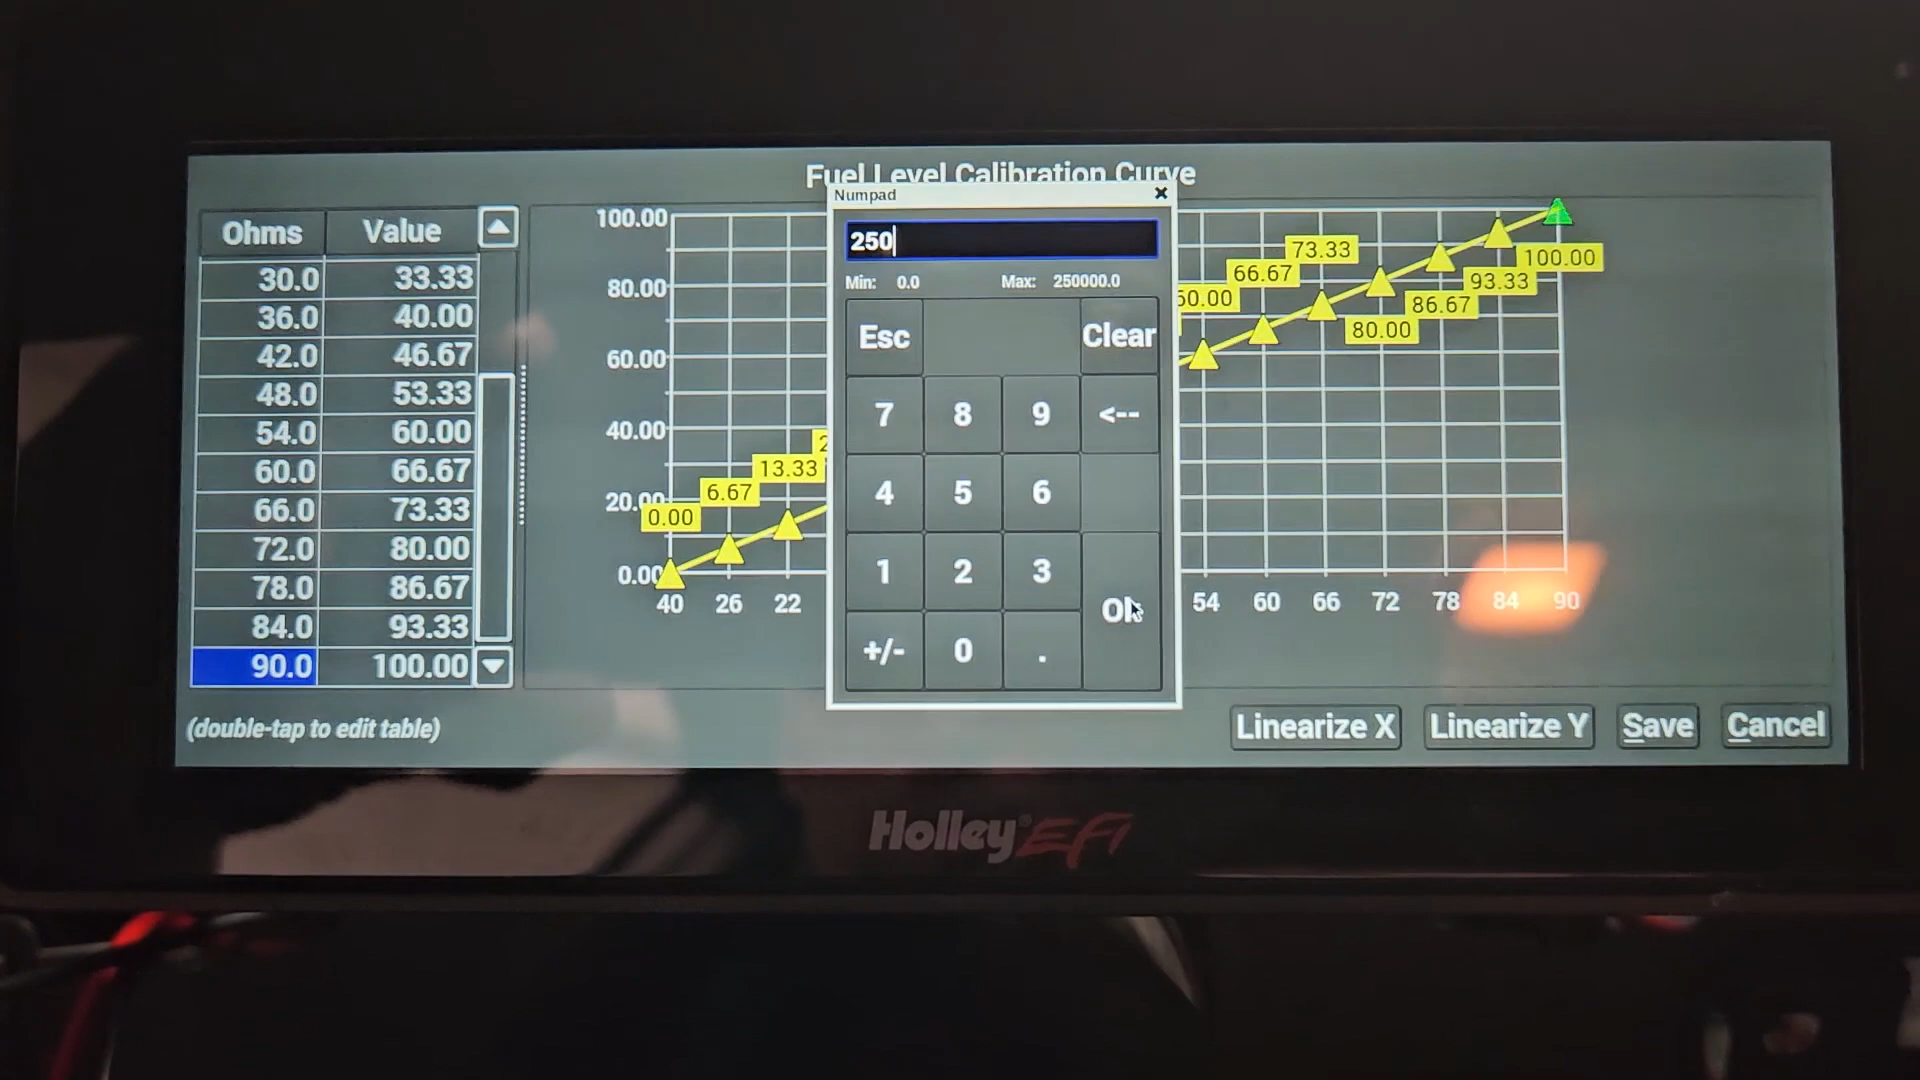 Fuel Level Calibration Curve
Numpad
Ohms Value
30.0 33.33
36.0 40.00
42.0 46.67
48.0 53.33
54.0 60.00
60.0 66.67
66.0 73.33
72.0 80.00
78.0 86.67
84.0 93.33
90.0 100.00
(double-tap to edit table)
100.00
80.00
60.00
40.00
20.00
0.00
0.00
6.67
13.33
2
40 26 22
250
Min: 0.0 Max: 250000.0
Esc Clear
7 8 9 <--
4 5 6
1 2 3
Ok
+/- 0 .
60.00
66.67
73.33
80.00
86.67
93.33
100.00
54 60 66 72 78 84 90
Linearize X Linearize Y Save Cancel
Holley® EFI